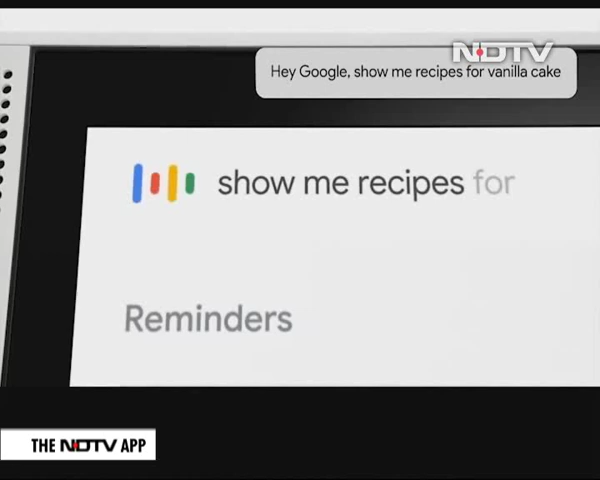 NDTV
Hey Google, show me recipes for vanilla cake
show me recipes for
Reminders
THE NDTV APP